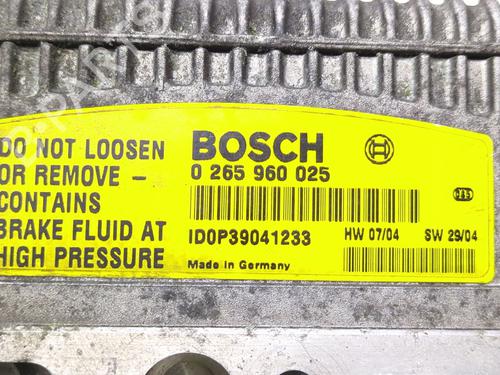 DO NOT LOOSEN
OR REMOVE –
CONTAINS
BRAKE FLUID AT
HIGH PRESSURE
BOSCH
0 265 960 025
ID0P39041233
HW 07/04 SW 29/04
Made in Germany